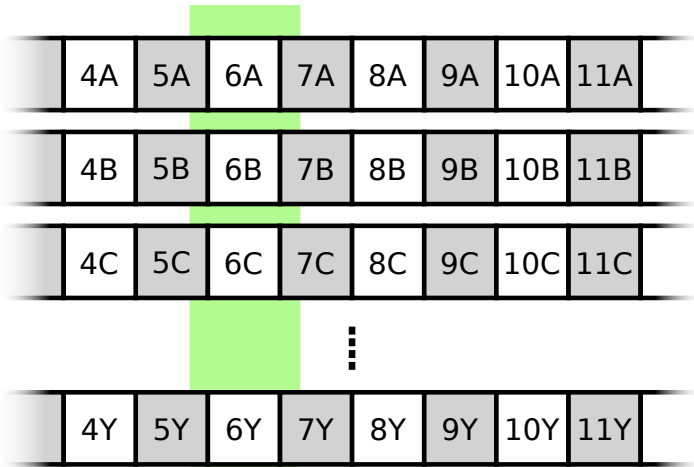 4A 5A 6A 7A 8A 9A 10A 11A
4B 5B 6B 7B 8B 9B 10B 11B
4C 5C 6C 7C 8C 9C 10C 11C
4Y 5Y 6Y 7Y 8Y 9Y 10Y 11Y